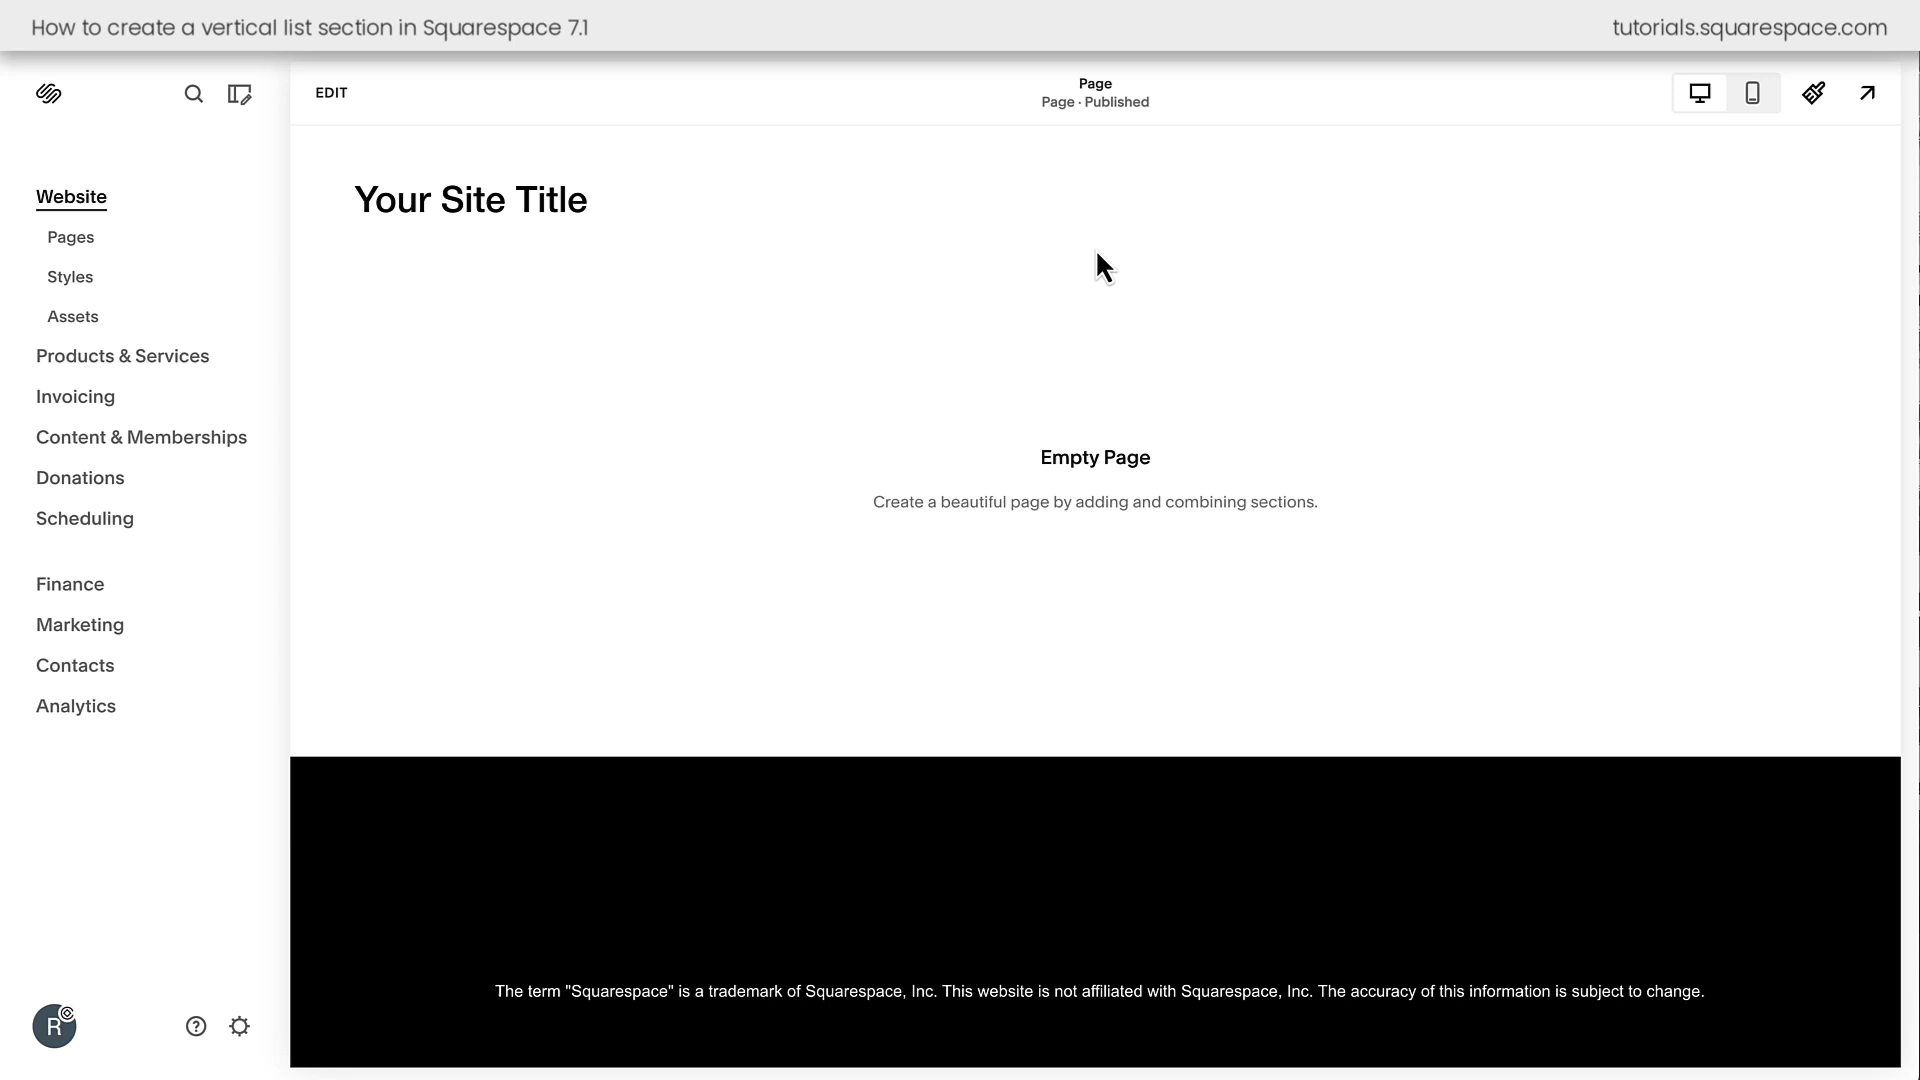 How to create a vertical list section in Squarespace 7.1
tutorials.squarespace.com
EDIT
Page
Page · Published
Website
Pages
Styles
Assets
Products & Services
Invoicing
Content & Memberships
Donations
Scheduling
Finance
Marketing
Contacts
Analytics
R
Your Site Title
Empty Page
Create a beautiful page by adding and combining sections.
The term "Squarespace" is a trademark of Squarespace, Inc. This website is not affiliated with Squarespace, Inc. The accuracy of this information is subject to change.